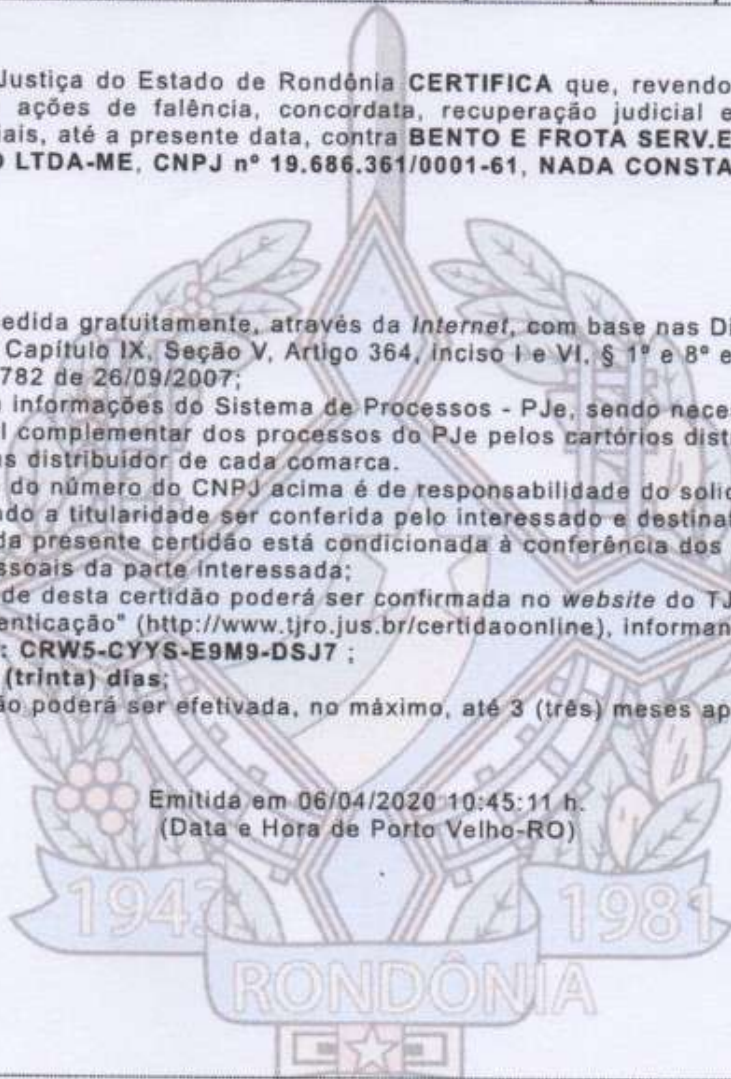 Justiça do Estado de Rondônia CERTIFICA que, revendo
ações de falência, concordata, recuperação judicial e
iais, até a presente data, contra BENTO E FROTA SERV.E
O LTDA-ME, CNPJ nº 19.686.361/0001-61, NADA CONSTA
edida gratuitamente, através da Internet, com base nas Di
Capítulo IX, Seção V, Artigo 364, inciso I e VI, § 1º e 8º e
782 de 26/09/2007;
informações do Sistema de Processos - PJe, sendo nece
l complementar dos processos do PJe pelos cartórios dist
us distribuidor de cada comarca.
do número do CNPJ acima é de responsabilidade do solic
ndo a titularidade ser conferida pelo interessado e destinat
da presente certidão está condicionada à conferência dos
ssoais da parte interessada;
de desta certidão poderá ser confirmada no website do TJ
enticação" (http://www.tjro.jus.br/certidaoonline), informan
: CRW5-CYYS-E9M9-DSJ7 ;
(trinta) dias;
ão poderá ser efetivada, no máximo, até 3 (três) meses ap
Emitida em 06/04/2020 10:45:11 h.
(Data e Hora de Porto Velho-RO)
1943 1981
RONDÔNIA